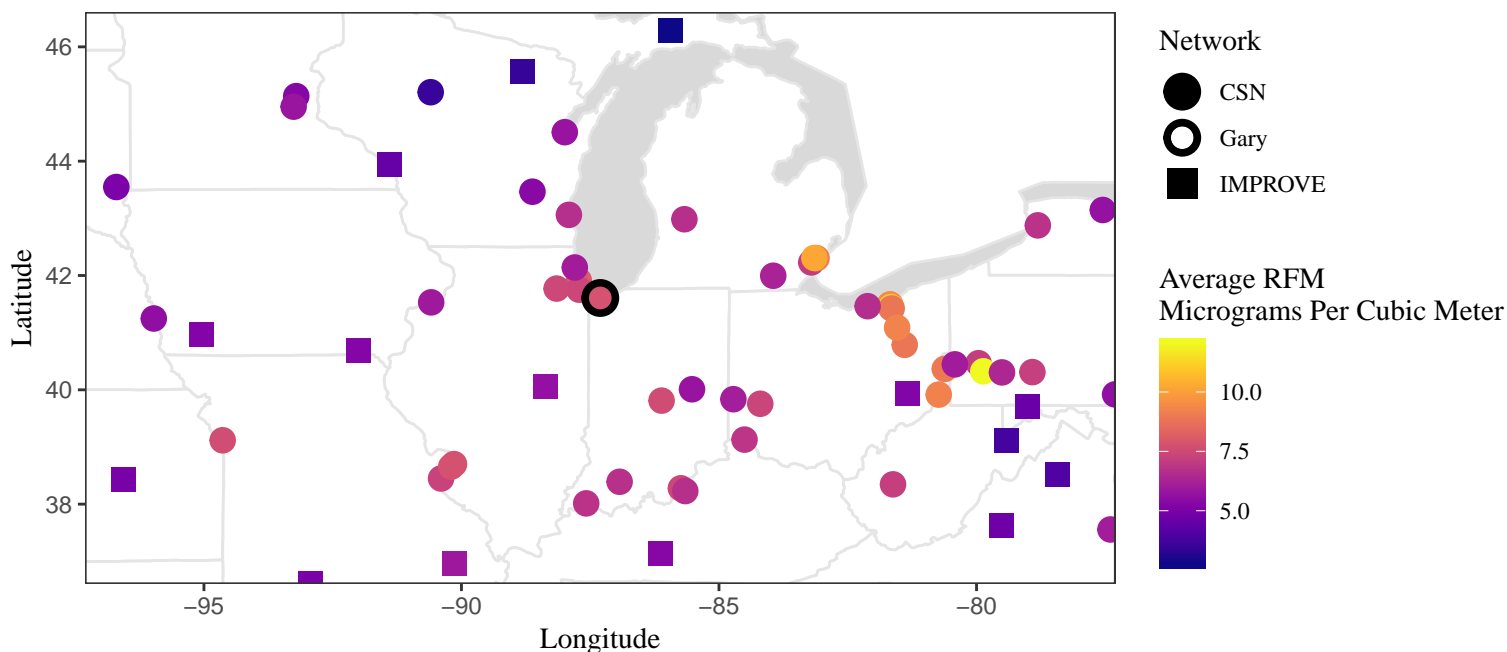 46
44
42
40
38
−95
−90
−85
−80
Latitude
Longitude
Network
CSN
Gary
IMPROVE
Average RFM
Micrograms Per Cubic Meter
10.0
7.5
5.0